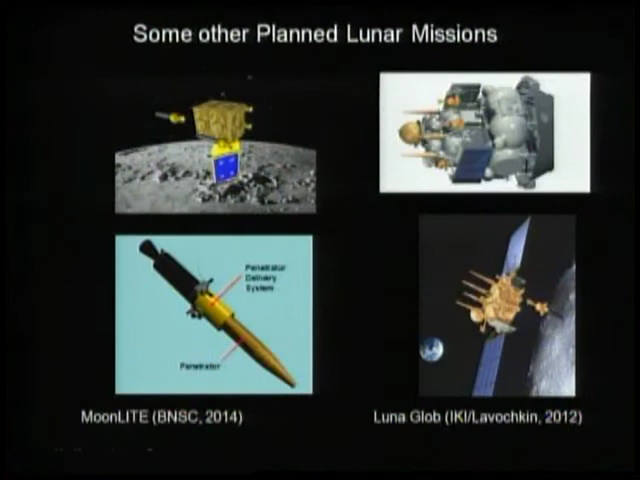 Some other Planned Lunar Missions
Penetrator
Delivery
System
Penetrator
MoonLITE (BNSC, 2014)
Luna Glob (IKI/Lavochkin, 2012)